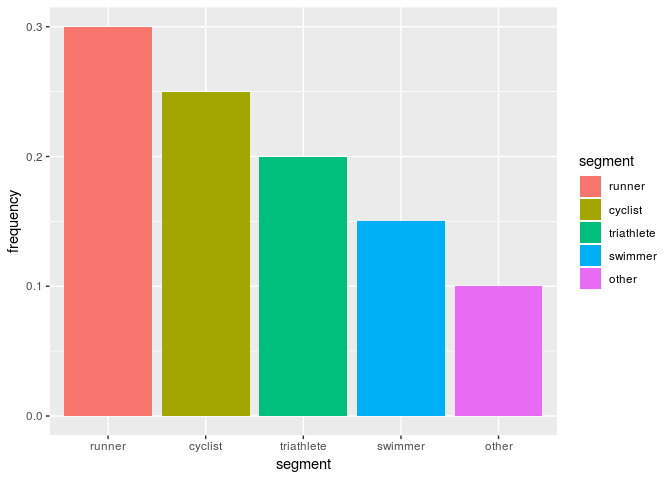 0.3
0.2
0.1
0.0
frequency
runner
cyclist
triathlete
swimmer
other
segment
segment
runner
cyclist
triathlete
swimmer
other